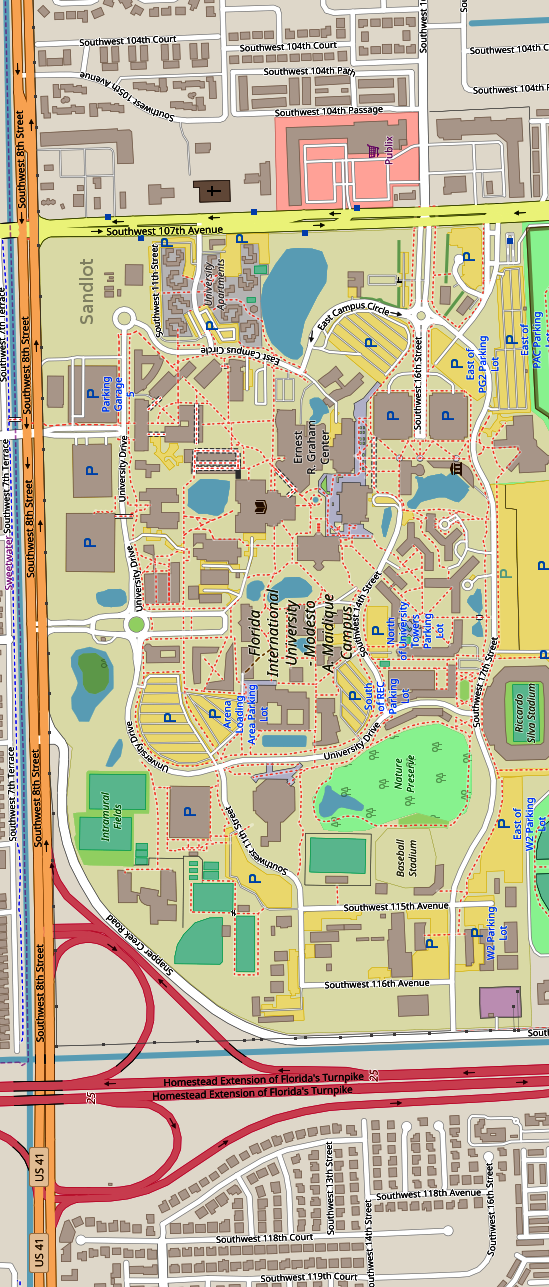 Southwest 104th Court
Southwest 104th Court
Southwest 104th C
Southwest 104th Path
Southwest 105th Avenue
Southwest 104th Passage
Southwest 104th P
Southwest 8th Street
Publix
Southwest 107th Avenue
Southwest 11th Street
University
Apartments
Sandlot
Southwest 7th Terrace
East Campus Circle
East Campus Circle
Southwest 16th Street
Southwest 8th Street
P
P
P
P
P
P
P
East of
PG2 Parking
Lot
East of
PAC Parking
Lot
Parking
Garage
5
P
P
P
University Drive
Ernest
R. Graham
Center
Southwest 7th Terrace
Sweetwater
Southwest 8th Street
P
P
P
P
University Drive
Florida
International
University
Modesto
A. Maidique
Campus
Southwest 14th Street
P
North
of University
Towers
Parking
Lot
Southwest 17th Street
P
P
Arena
Loading
Area Parking
Lot
P
South
of REC
Parking
Lot
Riccardo
Silva Stadium
University Drive
University Drive
Southwest 7th Terrace
Southwest 8th Street
Nature
Preserve
Intramural
Fields
P
Southwest 11th Street
P
Baseball
Stadium
P
East of
W2 Parking
Lot
Southwest 115th Avenue
P
P
W2 Parking
Lot
Snapper Creek Road
Southwest 8th Street
Southwest 116th Avenue
South
Homestead Extension of Florida's Turnpike
Homestead Extension of Florida's Turnpike
25
25
US 41
US 41
Southwest 13th Street
Southwest 14th Street
Southwest 16th Street
Southwest 118th Avenue
Southwest 118th Court
Southwest 119th Court